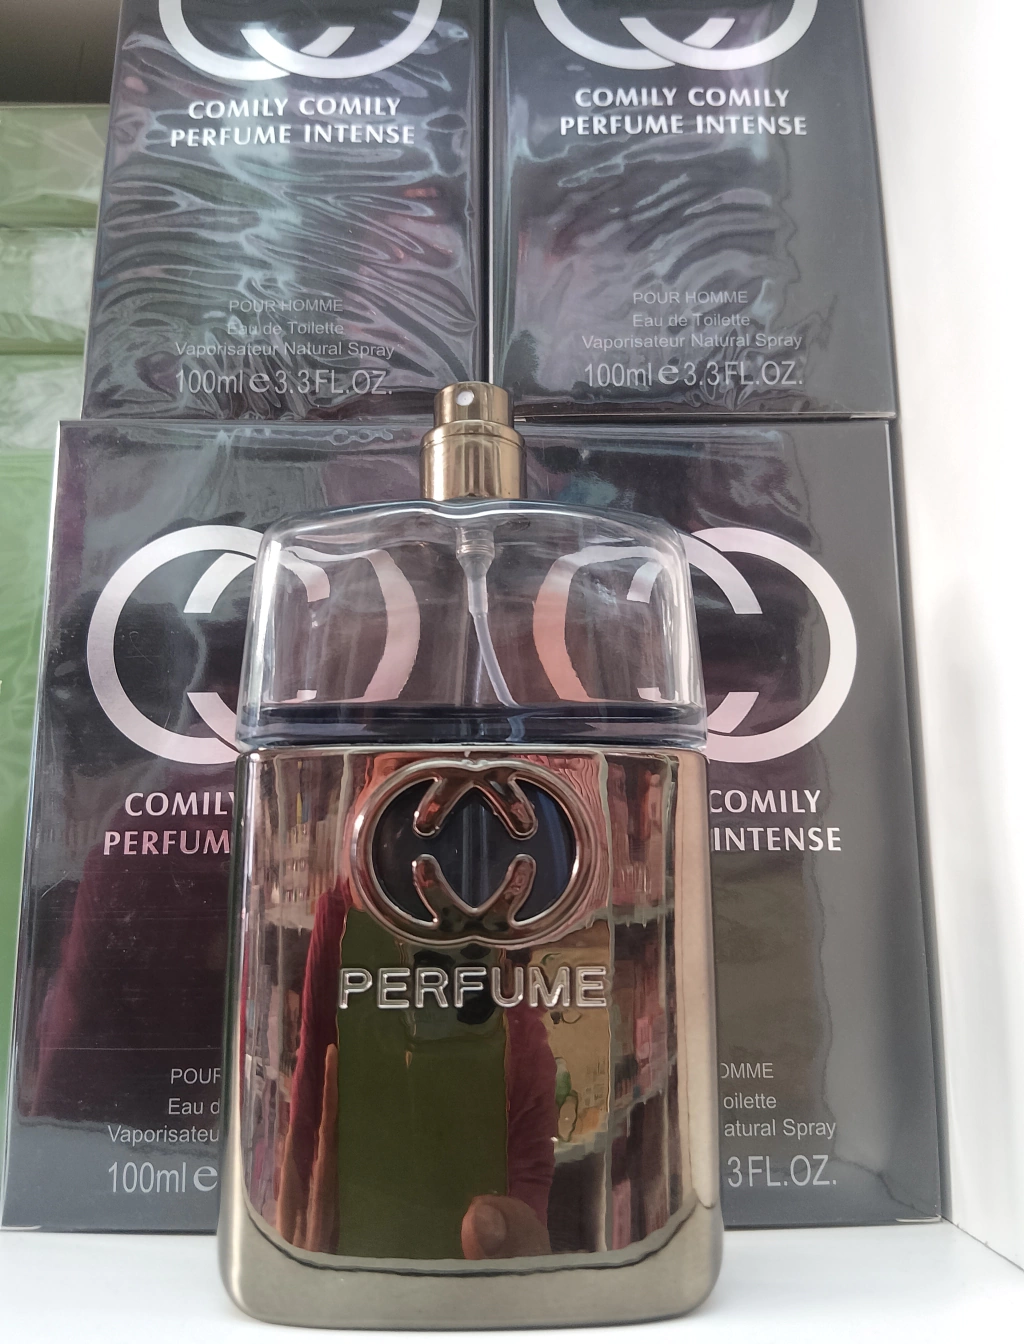 COMILY COMILY
PERFUME INTENSE
POUR HOMME
Eau de Toilette
Vaporisateur Natural Spray
100ml e 3.3FL.OZ.
COMILY COMILY
PERFUME INTENSE
POUR HOMME
Eau de Toilette
Vaporisateur Natural Spray
100ml e 3.3FL.OZ.
COMILY
PERFUM
POUR
Eau d
Vaporisateu
100ml e
COMILY
INTENSE
OMME
oilette
atural Spray
3FL.OZ.
PERFUME